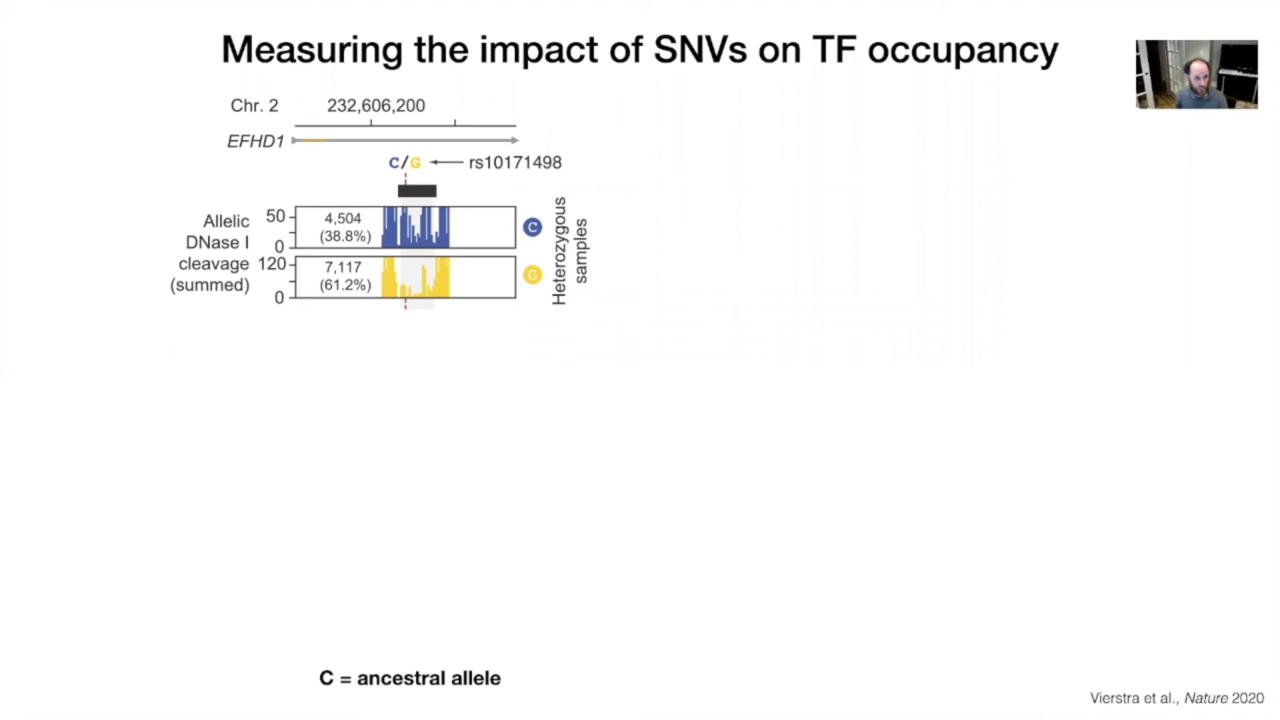 Measuring the impact of SNVs on TF occupancy
Chr. 2 232,606,200
EFHD1
C/G rs10171498
Allelic
DNase I
cleavage
(summed)
50
0
4,504
(38.8%)
C
120
0
7,117
(61.2%)
G
Heterozygous
samples
C = ancestral allele
Vierstra et al., Nature 2020